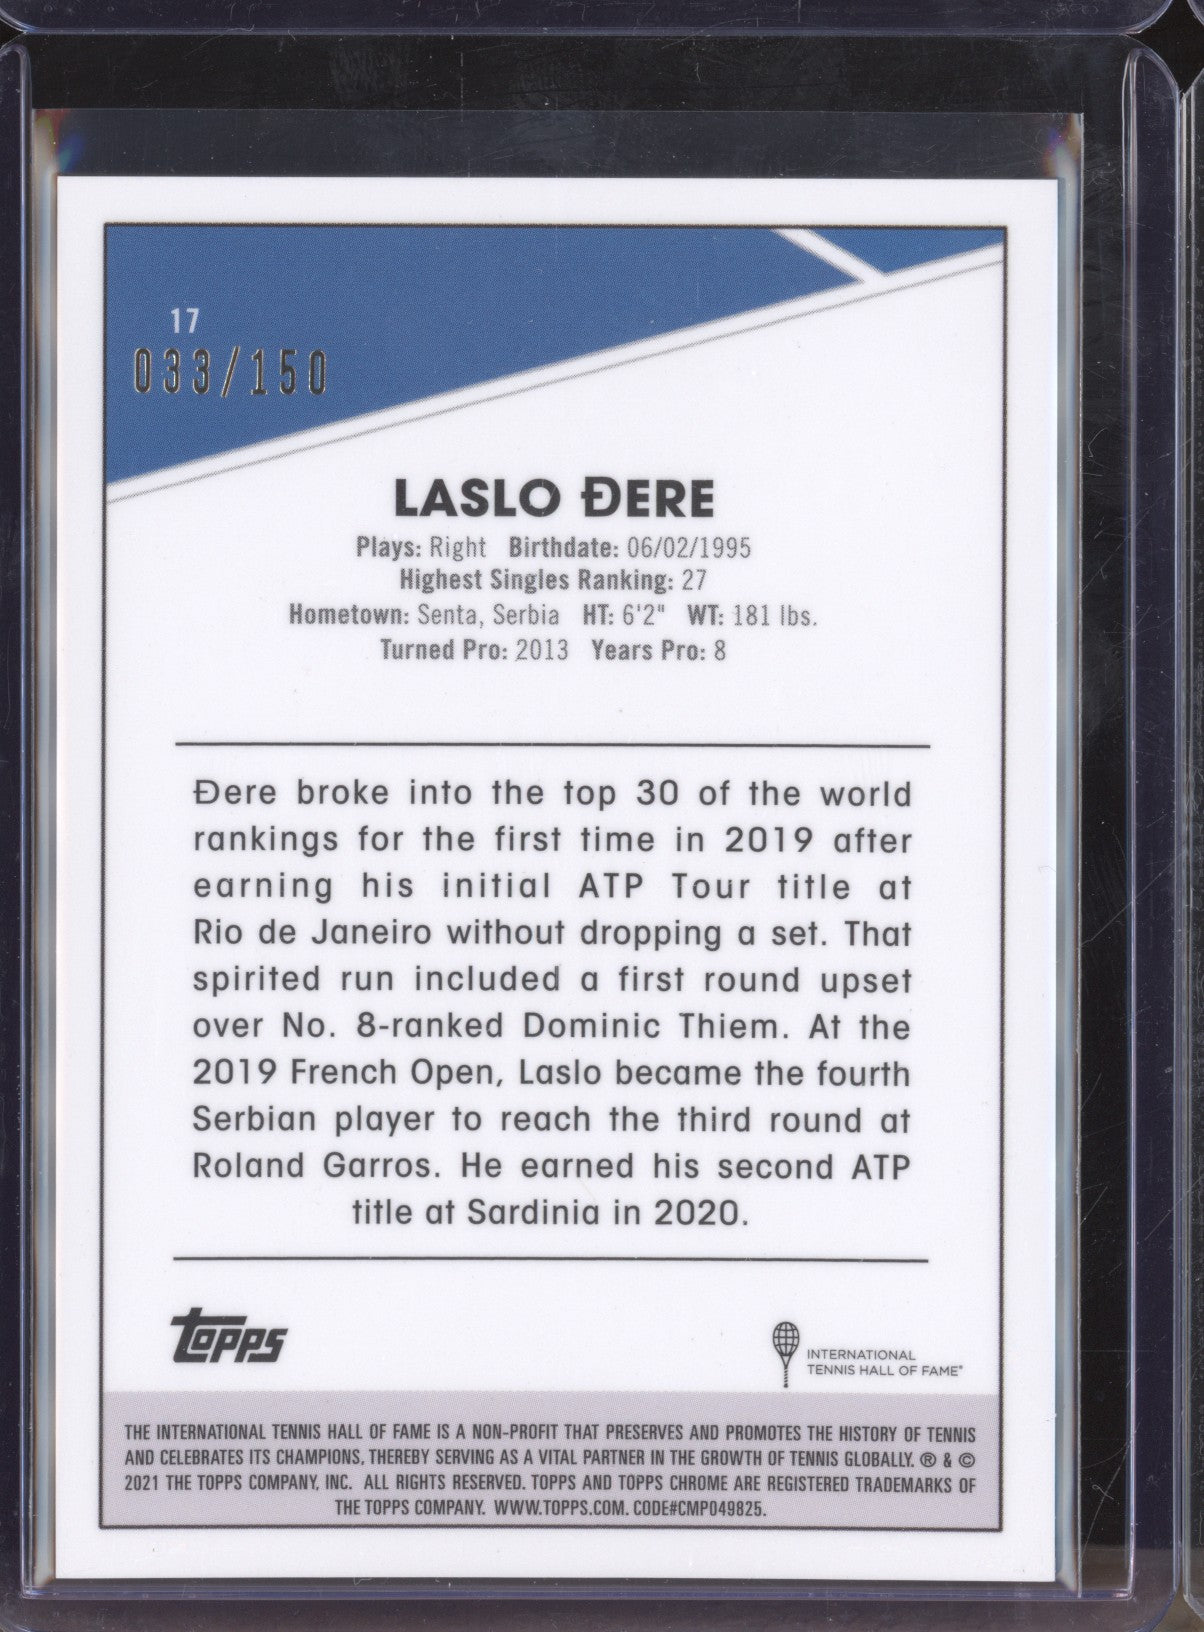 17
033/150
LASLO ĐERE
Plays: Right Birthdate: 06/02/1995
Highest Singles Ranking: 27
Hometown: Senta, Serbia HT: 6'2" WT: 181 lbs.
Turned Pro: 2013 Years Pro: 8
Đere broke into the top 30 of the world
rankings for the first time in 2019 after
earning his initial ATP Tour title at
Rio de Janeiro without dropping a set. That
spirited run included a first round upset
over No. 8-ranked Dominic Thiem. At the
2019 French Open, Laslo became the fourth
Serbian player to reach the third round at
Roland Garros. He earned his second ATP
title at Sardinia in 2020.
topps
INTERNATIONAL
TENNIS HALL OF FAME®
THE INTERNATIONAL TENNIS HALL OF FAME IS A NON-PROFIT THAT PRESERVES AND PROMOTES THE HISTORY OF TENNIS
AND CELEBRATES ITS CHAMPIONS, THEREBY SERVING AS A VITAL PARTNER IN THE GROWTH OF TENNIS GLOBALLY. ® & ©
2021 THE TOPPS COMPANY, INC. ALL RIGHTS RESERVED. TOPPS AND TOPPS CHROME ARE REGISTERED TRADEMARKS OF
THE TOPPS COMPANY. WWW.TOPPS.COM. CODE#CMP049825.